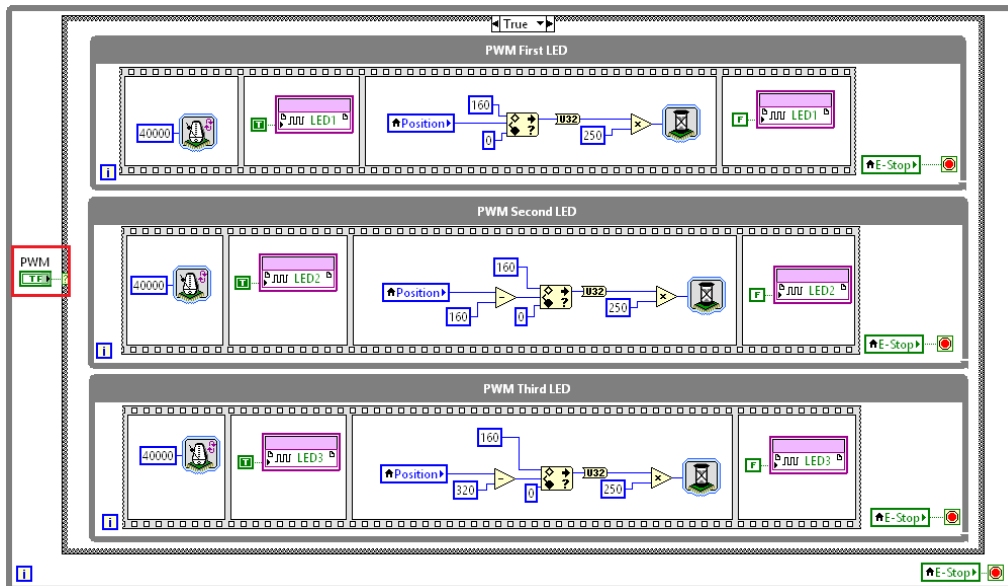 True
PWM First LED
160
40000 T LED1 Position U32 F LED1
0 250
i E-Stop
PWM Second LED
PWM
TF
160
40000 T LED2 Position U32 F LED2
160 0 250
i E-Stop
PWM Third LED
160
40000 T LED3 Position U32 F LED3
320 0 250
i E-Stop
i E-Stop